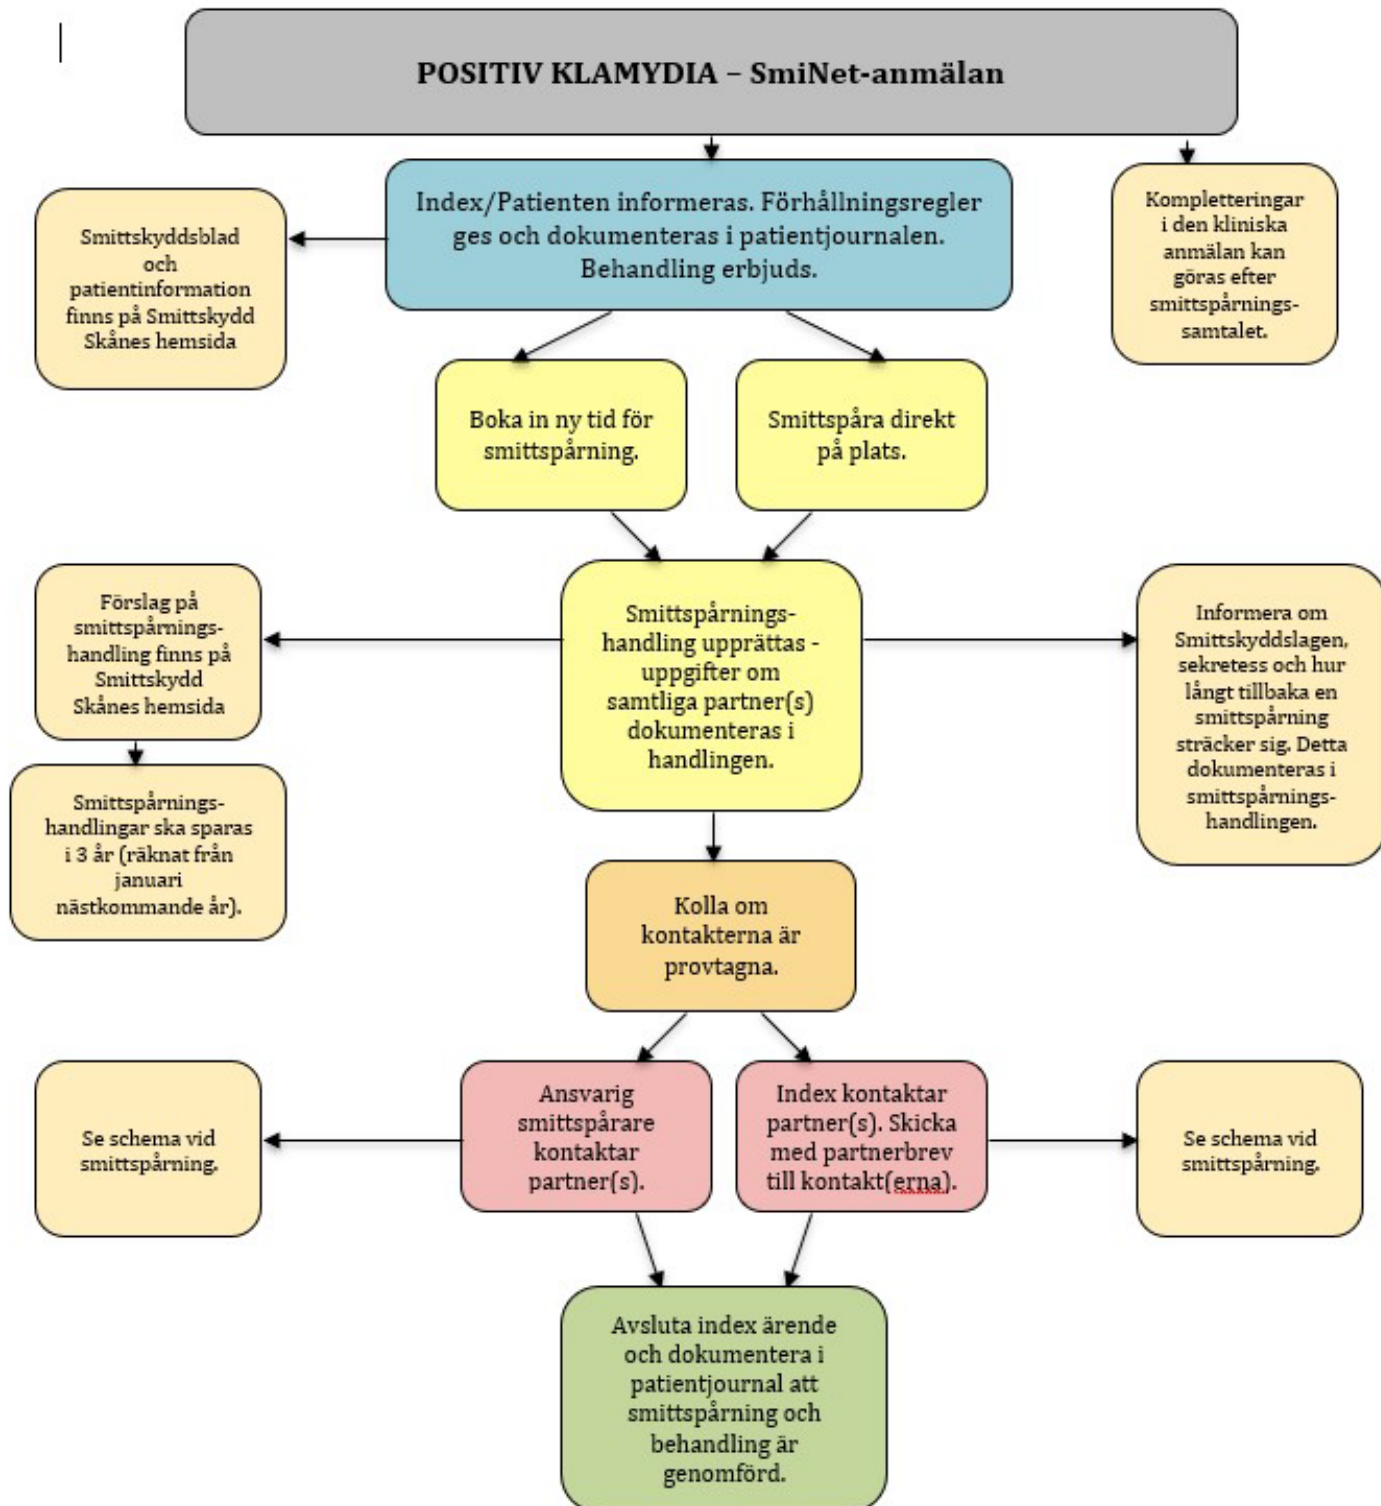 POSITIV KLAMYDIA – SmiNet-anmälan
Index/Patienten informeras. Förhållningsregler
ges och dokumenteras i patientjournalen.
Behandling erbjuds.
Smittskyddsblad
och
patientinformation
finns på Smittskydd
Skånes hemsida
Kompletteringar
i den kliniska
anmälan kan
göras efter
smittspårnings-
samtalet.
Boka in ny tid för
smittspårning.
Smittspåra direkt
på plats.
Förslag på
smittspårnings-
handling finns på
Smittskydd
Skånes hemsida
Smittspårnings-
handling upprättas -
uppgifter om
samtliga partner(s)
dokumenteras i
handlingen.
Informera om
Smittskyddslagen,
sekretess och hur
långt tillbaka en
smittspårning
sträcker sig. Detta
dokumenteras i
smittspårnings-
handlingen.
Smittspårnings-
handlingar ska sparas
i 3 år (räknat från
januari
nästkommande år).
Kolla om
kontakterna är
provtagna.
Se schema vid
smittspårning.
Ansvarig
smittspårare
kontaktar
partner(s).
Index kontaktar
partner(s). Skicka
med partnerbrev
till kontakt(erna).
Se schema vid
smittspårning.
Avsluta index ärende
och dokumentera i
patientjournal att
smittspårning och
behandling är
genomförd.